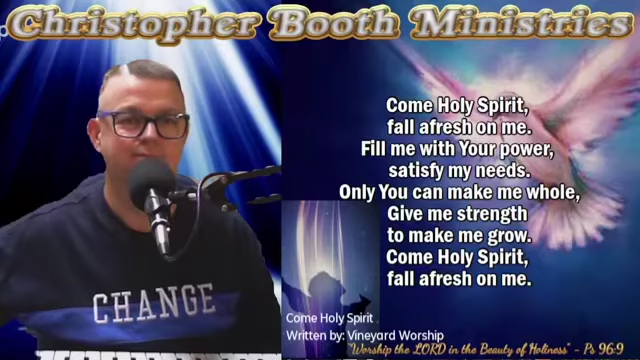 Christopher Booth Ministries
Come Holy Spirit,
fall afresh on me.
Fill me with Your power,
satisfy my needs.
Only You can make me whole,
Give me strength
to make me grow.
Come Holy Spirit,
fall afresh on me.
CHANGE
Come Holy Spirit
Written by: Vineyard Worship
"Worship the LORD in the Beauty of Holiness" - Ps 96:9